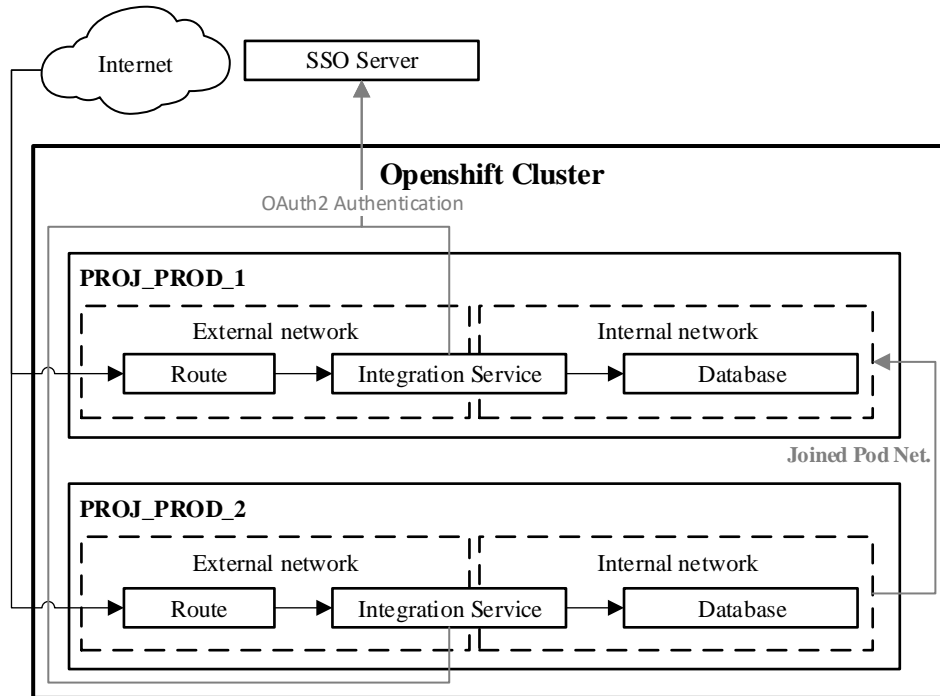 Internet
SSO Server
Openshift Cluster
OAuth2 Authentication
PROJ_PROD_1
External network
Internal network
Route
Integration Service
Database
Joined Pod Net.
PROJ_PROD_2
External network
Internal network
Route
Integration Service
Database